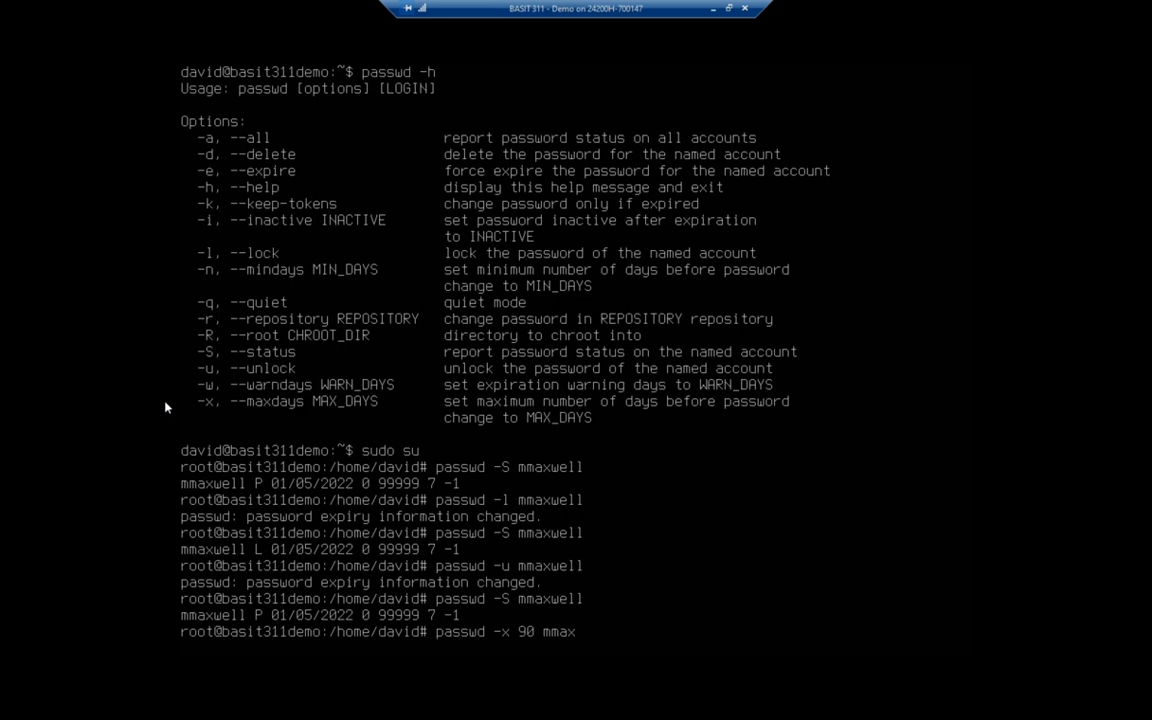 BASIT 311 - Demo on 24200H-700147
david@basit311demo:~$ passwd -h
Usage: passwd [options] [LOGIN]
Options:
-a, --all report password status on all accounts
-d, --delete delete the password for the named account
-e, --expire force expire the password for the named account
-h, --help display this help message and exit
-k, --keep-tokens change password only if expired
-i, --inactive INACTIVE set password inactive after expiration
to INACTIVE
-l, --lock lock the password of the named account
-n, --mindays MIN_DAYS set minimum number of days before password
change to MIN_DAYS
-q, --quiet quiet mode
-r, --repository REPOSITORY change password in REPOSITORY repository
-R, --root CHROOT_DIR directory to chroot into
-S, --status report password status on the named account
-u, --unlock unlock the password of the named account
-w, --warndays WARN_DAYS set expiration warning days to WARN_DAYS
-x, --maxdays MAX_DAYS set maximum number of days before password
change to MAX_DAYS
david@basit311demo:~$ sudo su
root@basit311demo:/home/david# passwd -S mmaxwell
mmaxwell P 01/05/2022 0 99999 7 -1
root@basit311demo:/home/david# passwd -l mmaxwell
passwd: password expiry information changed.
root@basit311demo:/home/david# passwd -S mmaxwell
mmaxwell L 01/05/2022 0 99999 7 -1
root@basit311demo:/home/david# passwd -u mmaxwell
passwd: password expiry information changed.
root@basit311demo:/home/david# passwd -S mmaxwell
mmaxwell P 01/05/2022 0 99999 7 -1
root@basit311demo:/home/david# passwd -x 90 mmax